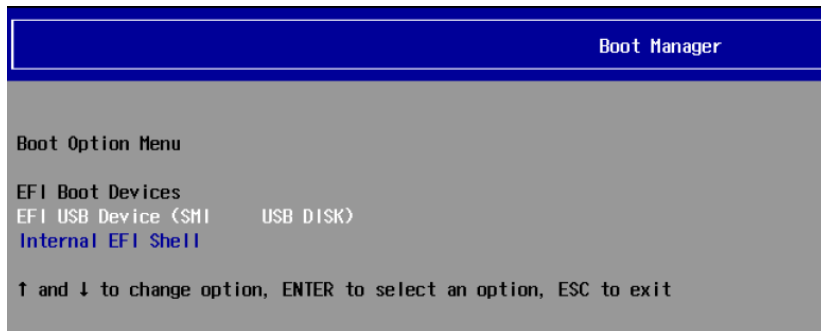 Boot Manager
Boot Option Menu
EFI Boot Devices
EFI USB Device (SMI     USB DISK)
Internal EFI Shell
↑ and ↓ to change option, ENTER to select an option, ESC to exit